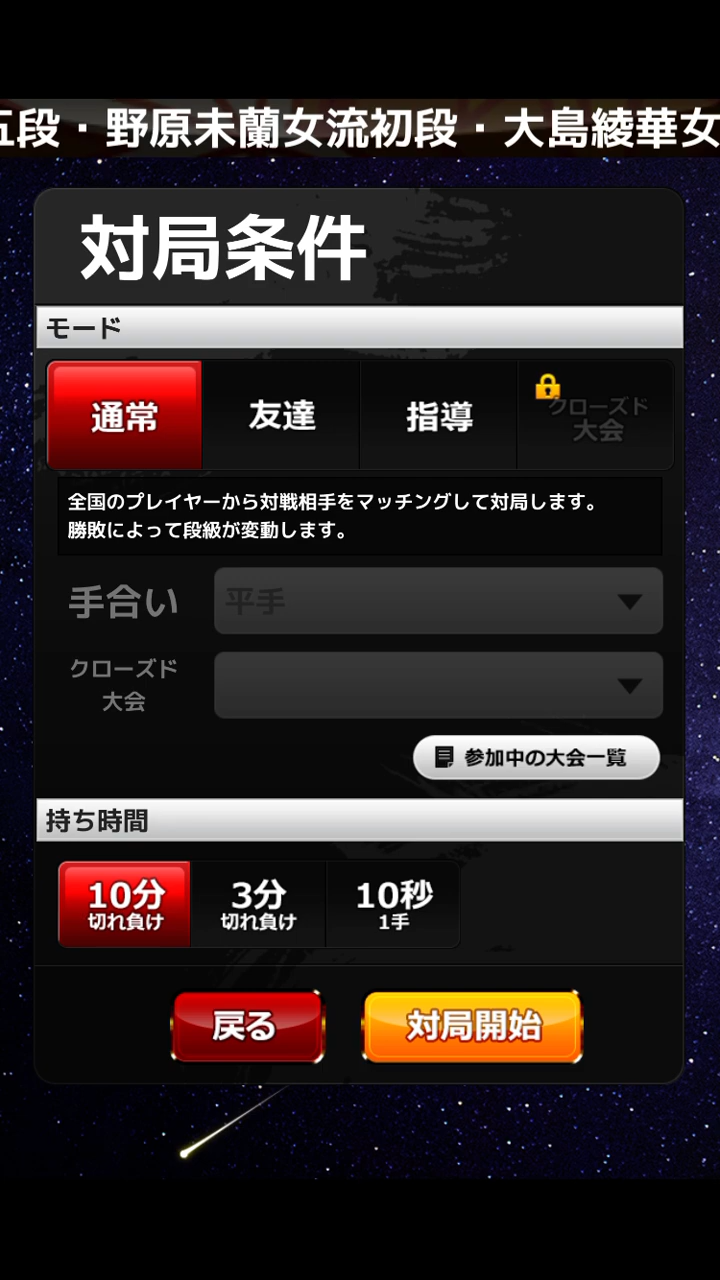 五段・野原未蘭女流初段・大島綾華女
対局条件
モード
通常
友達
指導
クローズド
大会
全国のプレイヤーから対戦相手をマッチングして対局します。
勝敗によって段級が変動します。
手合い
平手
クローズド
大会
参加中の大会一覧
持ち時間
10分
切れ負け
3分
切れ負け
10秒
1手
戻る
対局開始